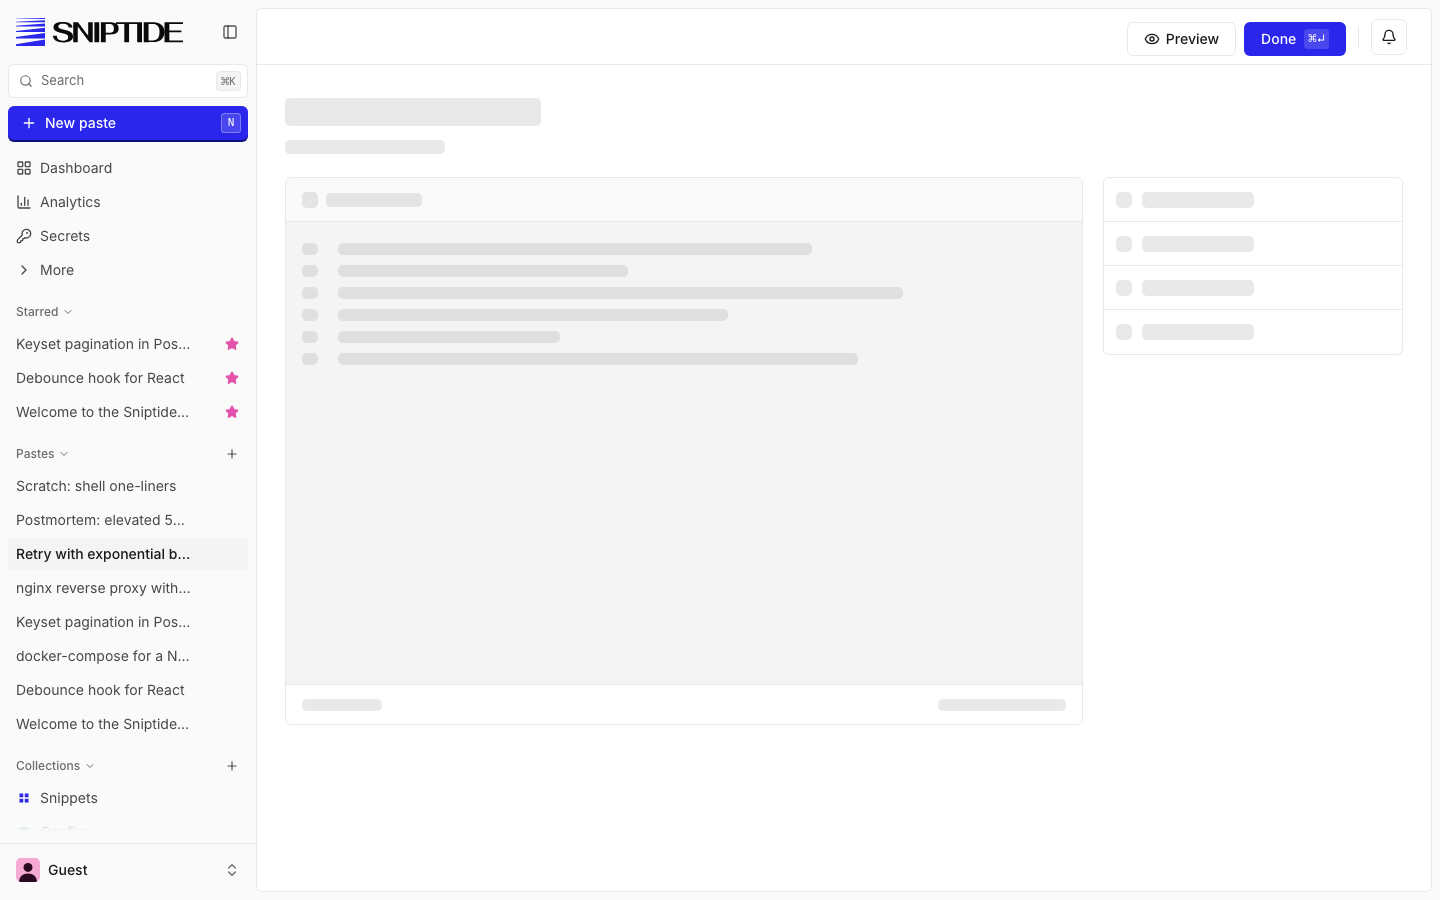 SNIPTIDE
Search ⌘K
New paste N
Dashboard
Analytics
Secrets
More
Starred
Keyset pagination in Pos...
Debounce hook for React
Welcome to the Sniptide...
Pastes
Scratch: shell one-liners
Postmortem: elevated 5...
Retry with exponential b...
nginx reverse proxy with...
Keyset pagination in Pos...
docker-compose for a N...
Debounce hook for React
Welcome to the Sniptide...
Collections
Snippets
Guest
Preview
Done ⌘↵